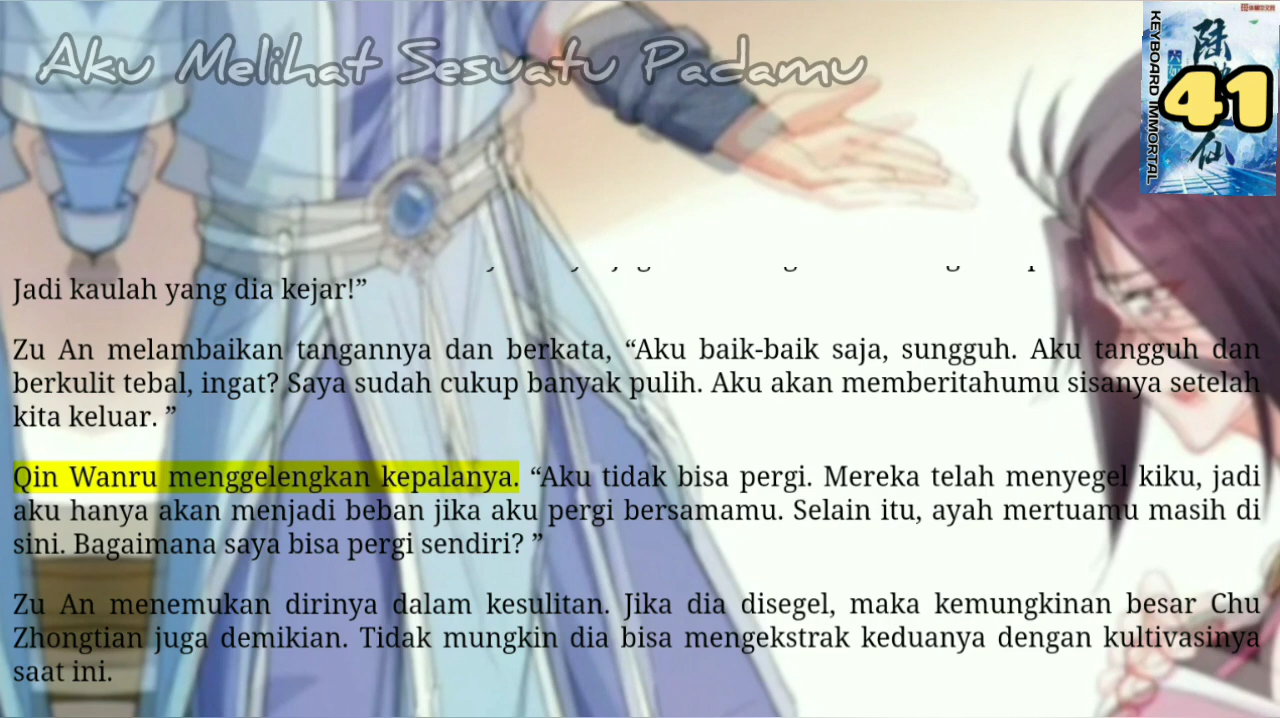 Aku Melihat Sesuatu Padamu
KEYBOARD IMMORTAL
41
Jadi kaulah yang dia kejar!”
Zu An melambaikan tangannya dan berkata, “Aku baik-baik saja, sungguh. Aku tangguh dan
berkulit tebal, ingat? Saya sudah cukup banyak pulih. Aku akan memberitahumu sisanya setelah
kita keluar. ”
Qin Wanru menggelengkan kepalanya. “Aku tidak bisa pergi. Mereka telah menyegel kiku, jadi
aku hanya akan menjadi beban jika aku pergi bersamamu. Selain itu, ayah mertuamu masih di
sini. Bagaimana saya bisa pergi sendiri? ”
Zu An menemukan dirinya dalam kesulitan. Jika dia disegel, maka kemungkinan besar Chu
Zhongtian juga demikian. Tidak mungkin dia bisa mengekstrak keduanya dengan kultivasinya
saat ini.